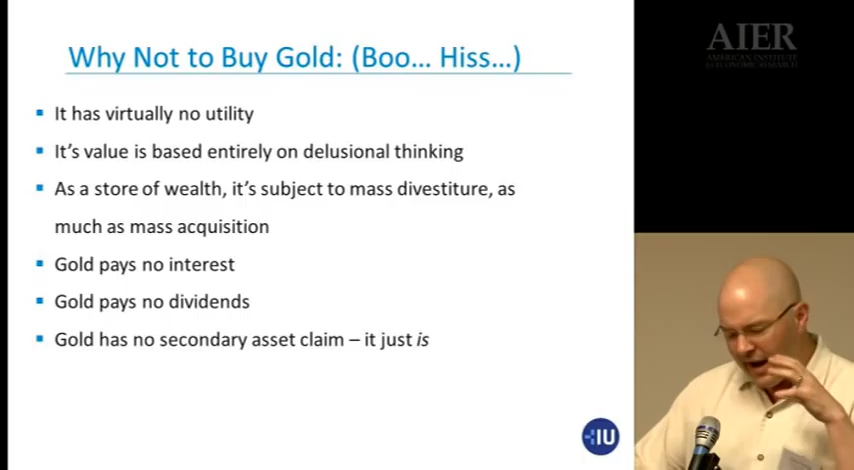 Why Not to Buy Gold: (Boo... Hiss...)
It has virtually no utility
It's value is based entirely on delusional thinking
As a store of wealth, it's subject to mass divestiture, as
much as mass acquisition
Gold pays no interest
Gold pays no dividends
Gold has no secondary asset claim – it just is
IU
AIER
AMERICAN INSTITUTE
for ECONOMIC RESEARCH